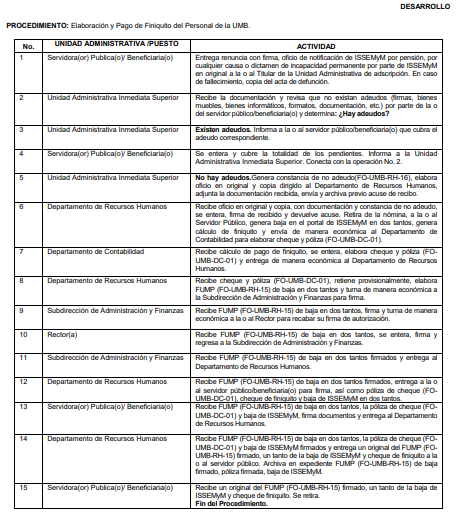 DESARROLLO
PROCEDIMIENTO: Elaboración y Pago de Finiquito del Personal de la UMB.
No. UNIDAD ADMINISTRATIVA /PUESTO ACTIVIDAD
1 Servidora(or) Publica(o)/ Beneficiaria(o) Entrega renuncia con firma, oficio de notificación de ISSEMyM por pensión, por
cualquier causa o dictamen de incapacidad permanente por parte de ISSEMyM
en original a la o al Titular de la Unidad Administrativa de adscripción. En caso
de fallecimiento, copia del acta de defunción.
2 Unidad Administrativa Inmediata Superior Recibe la documentación y revisa que no existan adeudos (firmas, bienes
muebles, bienes informáticos, formatos, documentación, etc.) por parte de la o
del servidor público/beneficiaria(o) y determina: ¿Hay adeudos?
3 Unidad Administrativa Inmediata Superior Existen adeudos. Informa a la o al servidor público/beneficiaria(o) que cubra el
adeudo correspondiente.
4 Servidora(or) Publica(o)/ Beneficiaria(o) Se entera y cubre la totalidad de los pendientes. Informa a la Unidad
Administrativa Inmediata Superior. Conecta con la operación No. 2.
5 Unidad Administrativa Inmediata Superior No hay adeudos.Genera constancia de no adeudo(FO-UMB-RH-16), elabora
oficio en original y copia dirigido al Departamento de Recursos Humanos,
adjunta la documentación recibida, envía y archiva previo acuse de recibo.
6 Departamento de Recursos Humanos Recibe oficio en original y copia, con documentación y constancia de no adeudo,
se entera, firma de recibido y devuelve acuse. Retira de la nómina, a la o al
Servidor Público, genera baja en el portal de ISSEMyM en dos tantos, genera
cálculo de finiquito y envía de manera económica al Departamento de
Contabilidad para elaborar cheque y póliza (FO-UMB-DC-01).
7 Departamento de Contabilidad Recibe cálculo de pago de finiquito, se entera, elabora cheque y póliza (FO-
UMB-DC-01) y entrega de manera económica al Departamento de Recursos
Humanos.
8 Departamento de Recursos Humanos Recibe cheque y póliza (FO-UMB-DC-01), retiene provisionalmente, elabora
FUMP (FO-UMB-RH-15) de baja en dos tantos y turna de manera económica a
la Subdirección de Administración y Finanzas para firma.
9 Subdirección de Administración y Finanzas Recibe FUMP (FO-UMB-RH-15) de baja en dos tantos, firma y turna de manera
económica a la o al Rector para recabar su firma de autorización.
10 Rector(a) Recibe FUMP (FO-UMB-RH-15) de baja en dos tantos, se entera, firma y
regresa a la Subdirección de Administración y Finanzas.
11 Subdirección de Administración y Finanzas Recibe FUMP (FO-UMB-RH-15) de baja en dos tantos firmados y entrega al
Departamento de Recursos Humanos.
12 Departamento de Recursos Humanos Recibe FUMP (FO-UMB-RH-15) de baja en dos tantos firmados, entrega a la o
al servidor público/beneficiaria(o) para firma, así como póliza de cheque (FO-
UMB-DC-01), cheque de finiquito y baja de ISSEMyM en dos tantos.
13 Servidora(or) Publica(o)/ Beneficiaria(o) Recibe FUMP (FO-UMB-RH-15) de baja en dos tantos, la póliza de cheque (FO-
UMB-DC-01) y baja de ISSEMyM, firma documentos y entrega al Departamento
de Recursos Humanos.
14 Departamento de Recursos Humanos Recibe FUMP (FO-UMB-RH-15) de baja en dos tantos, la póliza de cheque (FO-
UMB-DC-01) y baja de ISSEMyM firmados y entrega un original del FUMP (FO-
UMB-RH-15) firmado, un tanto de la baja de ISSEMyM y cheque de finiquito a la
o al servidor público. Archiva en expediente FUMP (FO-UMB-RH-15) de baja
firmado, póliza firmada, baja de ISSEMyM.
15 Servidora(or) Publica(o)/ Beneficiaria(o) Recibe un original del FUMP (FO-UMB-RH-15) firmado, un tanto de la baja de
ISSEMyM y cheque de finiquito. Se retira.
Fin del Procedimiento.